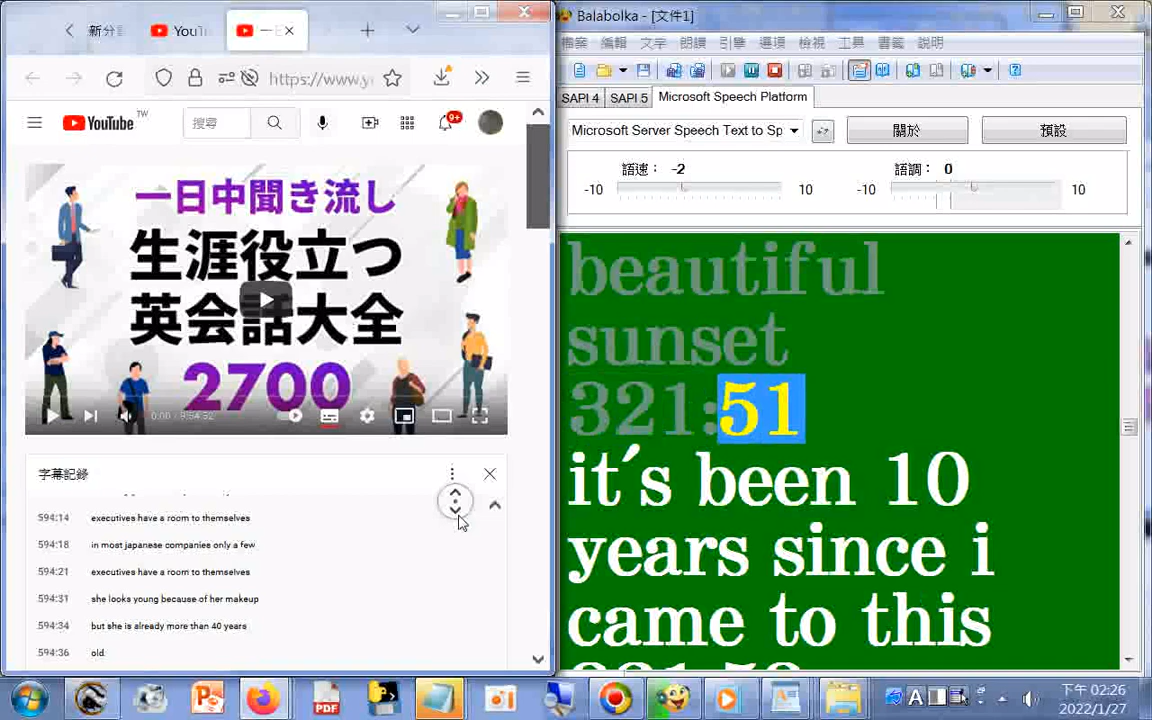 新分
YouT
一E
https://www.y
YouTube TW
搜尋
9+
一日中聞き流し
生涯役立つ
英会話大全
2700
0:00 / 9:54:52
字幕記錄
594:14 executives have a room to themselves
594:18 in most japanese companies only a few
594:21 executives have a room to themselves
594:31 she looks young because of her makeup
594:34 but she is already more than 40 years
594:36 old
Balabolka - [文件1]
檔案 編輯 文字 朗讀 引擎 選項 檢視 工具 書籤 說明
SAPI 4 SAPI 5 Microsoft Speech Platform
Microsoft Server Speech Text to Sp
關於 預設
語速： -2 語調： 0
-10 10 -10 10
beautiful
sunset
321:51
it's been 10
years since i
came to this
PDF
A
下午 02:26
2022/1/27